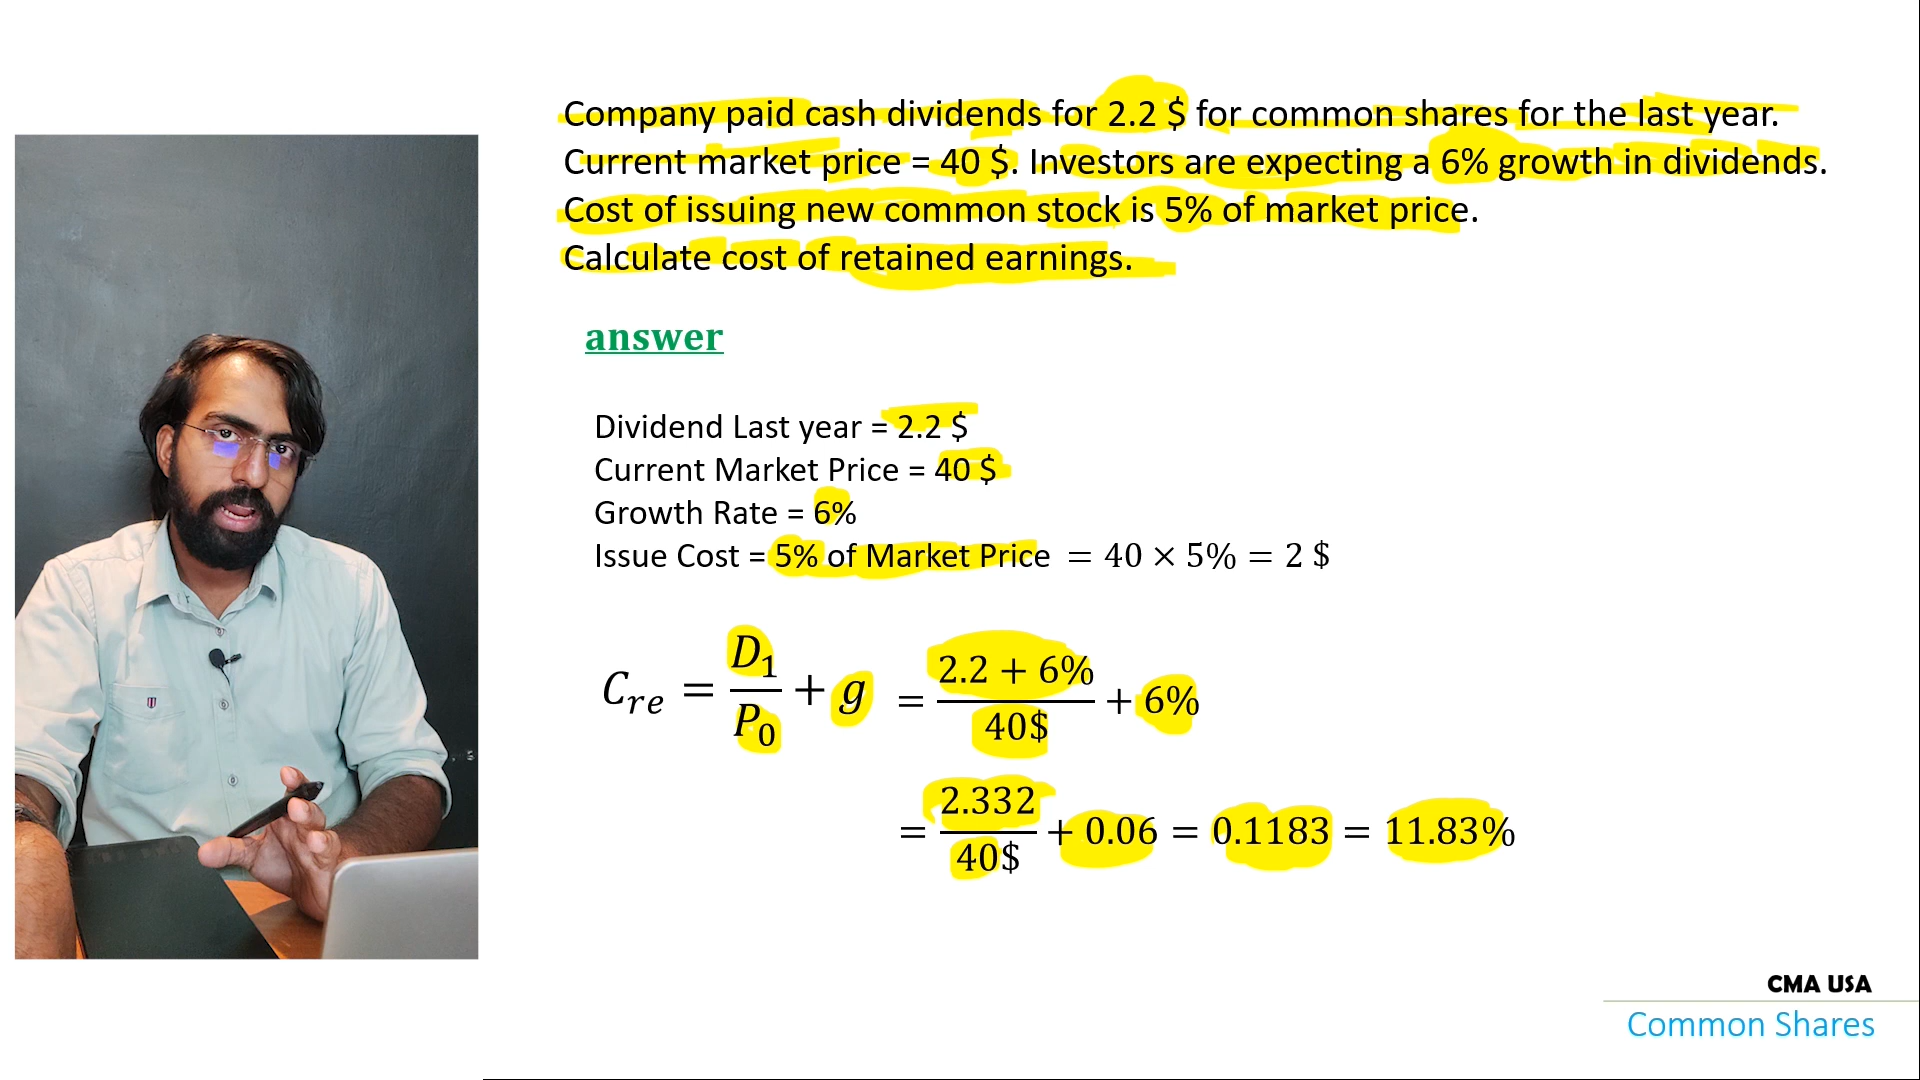 Company paid cash dividends for 2.2 $ for common shares for the last year.
Current market price = 40 $. Investors are expecting a 6% growth in dividends.
Cost of issuing new common stock is 5% of market price.
Calculate cost of retained earnings.
answer
Dividend Last year = 2.2 $
Current Market Price = 40 $
Growth Rate = 6%
Issue Cost = 5% of Market Price = 40 × 5% = 2 $
C_re = D_1/P_0 + g = (2.2 + 6%)/40$ + 6%
= 2.332/40$ + 0.06 = 0.1183 = 11.83%
CMA USA
Common Shares